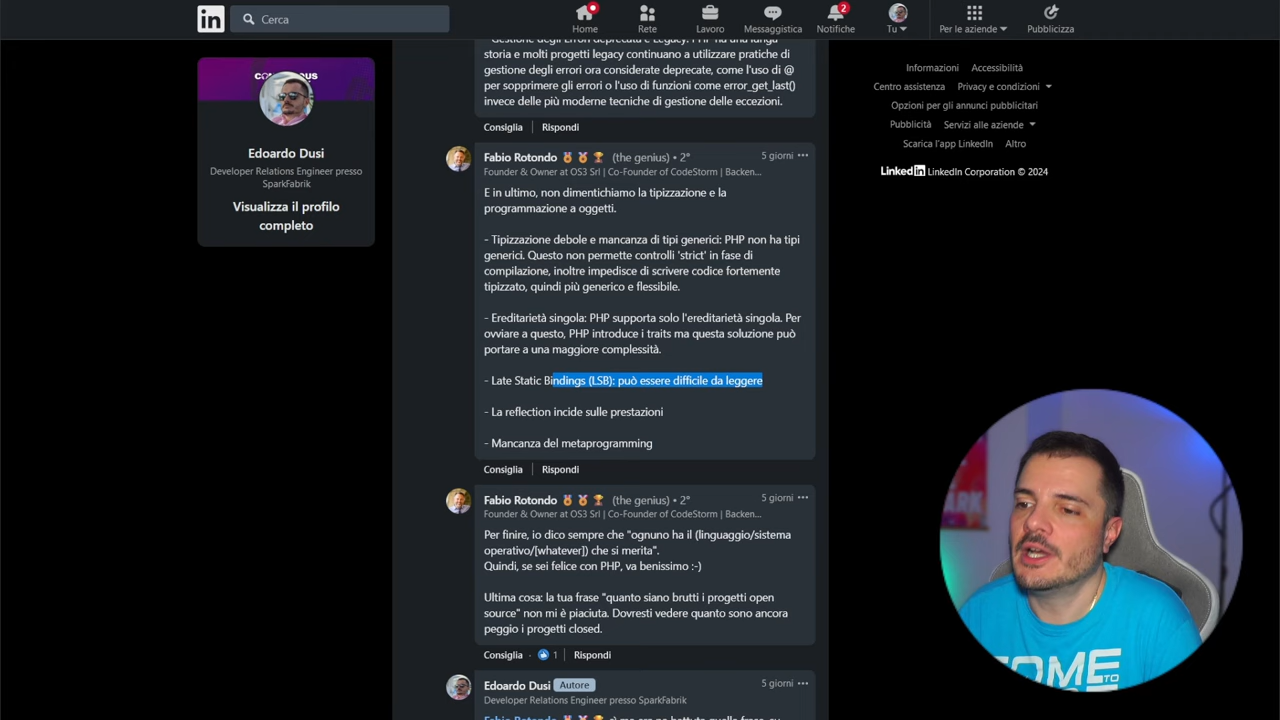 in
Cerca
Home
Rete
Lavoro
Messaggistica
2
Notifiche
Tu
Per le aziende
Pubblicizza
Edoardo Dusi
Developer Relations Engineer presso
SparkFabrik
Visualizza il profilo
completo
storia e molti progetti legacy continuano a utilizzare pratiche di
gestione degli errori ora considerate deprecate, come l'uso di @
per sopprimere gli errori o l'uso di funzioni come error_get_last()
invece delle più moderne tecniche di gestione delle eccezioni.
Consiglia | Rispondi
Fabio Rotondo (the genius) • 2°
5 giorni
Founder & Owner at OS3 Srl | Co-Founder of CodeStorm | Backen...
E in ultimo, non dimentichiamo la tipizzazione e la
programmazione a oggetti.
- Tipizzazione debole e mancanza di tipi generici: PHP non ha tipi
generici. Questo non permette controlli 'strict' in fase di
compilazione, inoltre impedisce di scrivere codice fortemente
tipizzato, quindi più generico e flessibile.
- Ereditarietà singola: PHP supporta solo l'ereditarietà singola. Per
ovviare a questo, PHP introduce i traits ma questa soluzione può
portare a una maggiore complessità.
- Late Static Bindings (LSB): può essere difficile da leggere
- La reflection incide sulle prestazioni
- Mancanza del metaprogramming
Consiglia | Rispondi
Fabio Rotondo (the genius) • 2°
5 giorni
Founder & Owner at OS3 Srl | Co-Founder of CodeStorm | Backen...
Per finire, io dico sempre che "ognuno ha il (linguaggio/sistema
operativo/[whatever]) che si merita".
Quindi, se sei felice con PHP, va benissimo :-)
Ultima cosa: la tua frase "quanto siano brutti i progetti open
source" non mi è piaciuta. Dovresti vedere quanto sono ancora
peggio i progetti closed.
Consiglia · 1 | Rispondi
Edoardo Dusi Autore
5 giorni
Developer Relations Engineer presso SparkFabrik
Informazioni Accessibilità
Centro assistenza Privacy e condizioni
Opzioni per gli annunci pubblicitari
Pubblicità Servizi alle aziende
Scarica l'app LinkedIn Altro
Linked in LinkedIn Corporation © 2024